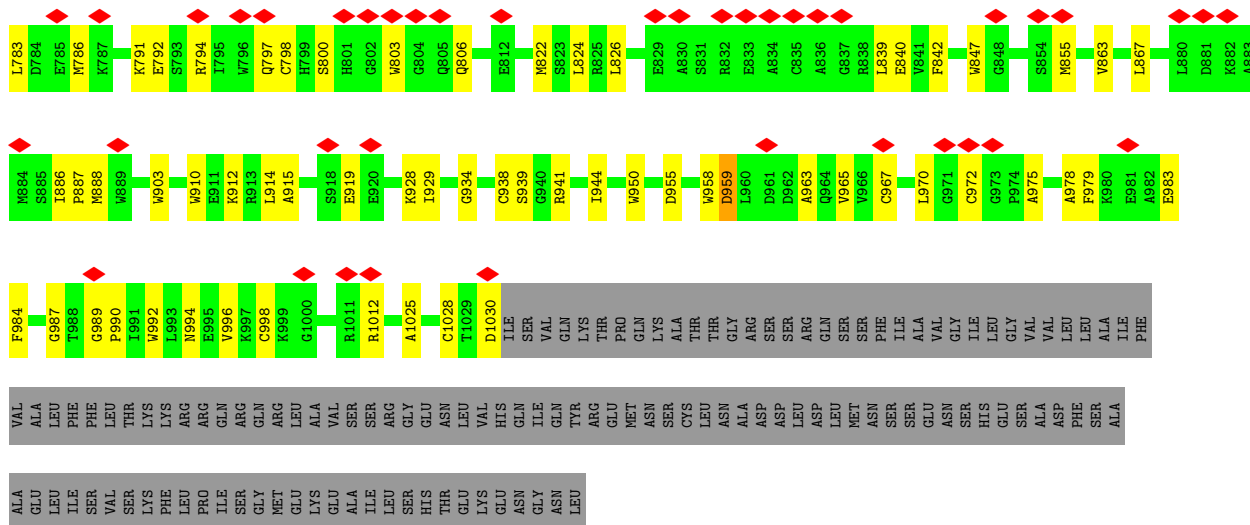 L783 D784 E785 M786 K787 K791 E792 S793 R794 I795 W796 Q797 C798 H799 S800 H801 G802 W803 G804 Q805 Q806 E812 M822 S823 L824 R825 L826 E829 A830 S831 R832 E833 A834 C835 A836 G837 R838 L839 E840 V841 F842 W847 G848 S854 M855 V863 L867 L880 D881 K882 A883
M884 S885 I886 P887 M888 W889 W903 W910 E911 K912 R913 L914 A915 S918 E919 E920 K928 I929 G934 C938 S939 G940 R941 I944 W950 D955 W958 D959 L960 D961 D962 A963 Q964 V965 V966 C967 L970 G971 C972 G973 P974 A975 A978 F979 K980 E981 A982 E983
F984 G987 T988 G989 P990 I991 W992 L993 N994 E995 V996 K997 C998 K999 G1000 R1011 R1012 A1025 C1028 T1029 D1030 ILE SER VAL GLN LYS THR PRO GLN LYS ALA THR THR GLY ARG SER SER ARG GLN SER SER PHE ILE ALA VAL GLY ILE LEU GLY VAL VAL LEU LEU ALA ILE PHE
VAL ALA LEU PHE PHE LEU THR LYS LYS ARG ARG GLN ARG GLN ARG LEU ALA VAL SER SER ARG GLY GLU ASN LEU VAL HIS GLN ILE GLN TYR ARG GLU MET ASN SER CYS LEU ASN ALA ASP ASP LEU ASP LEU MET ASN SER SER GLU ASN SER HIS GLU SER ALA ASP PHE SER ALA
ALA GLU LEU ILE SER VAL SER LYS PHE LEU PRO ILE SER GLY MET GLU LYS GLU ALA ILE LEU SER HIS THR GLU LYS GLU ASN GLY ASN LEU